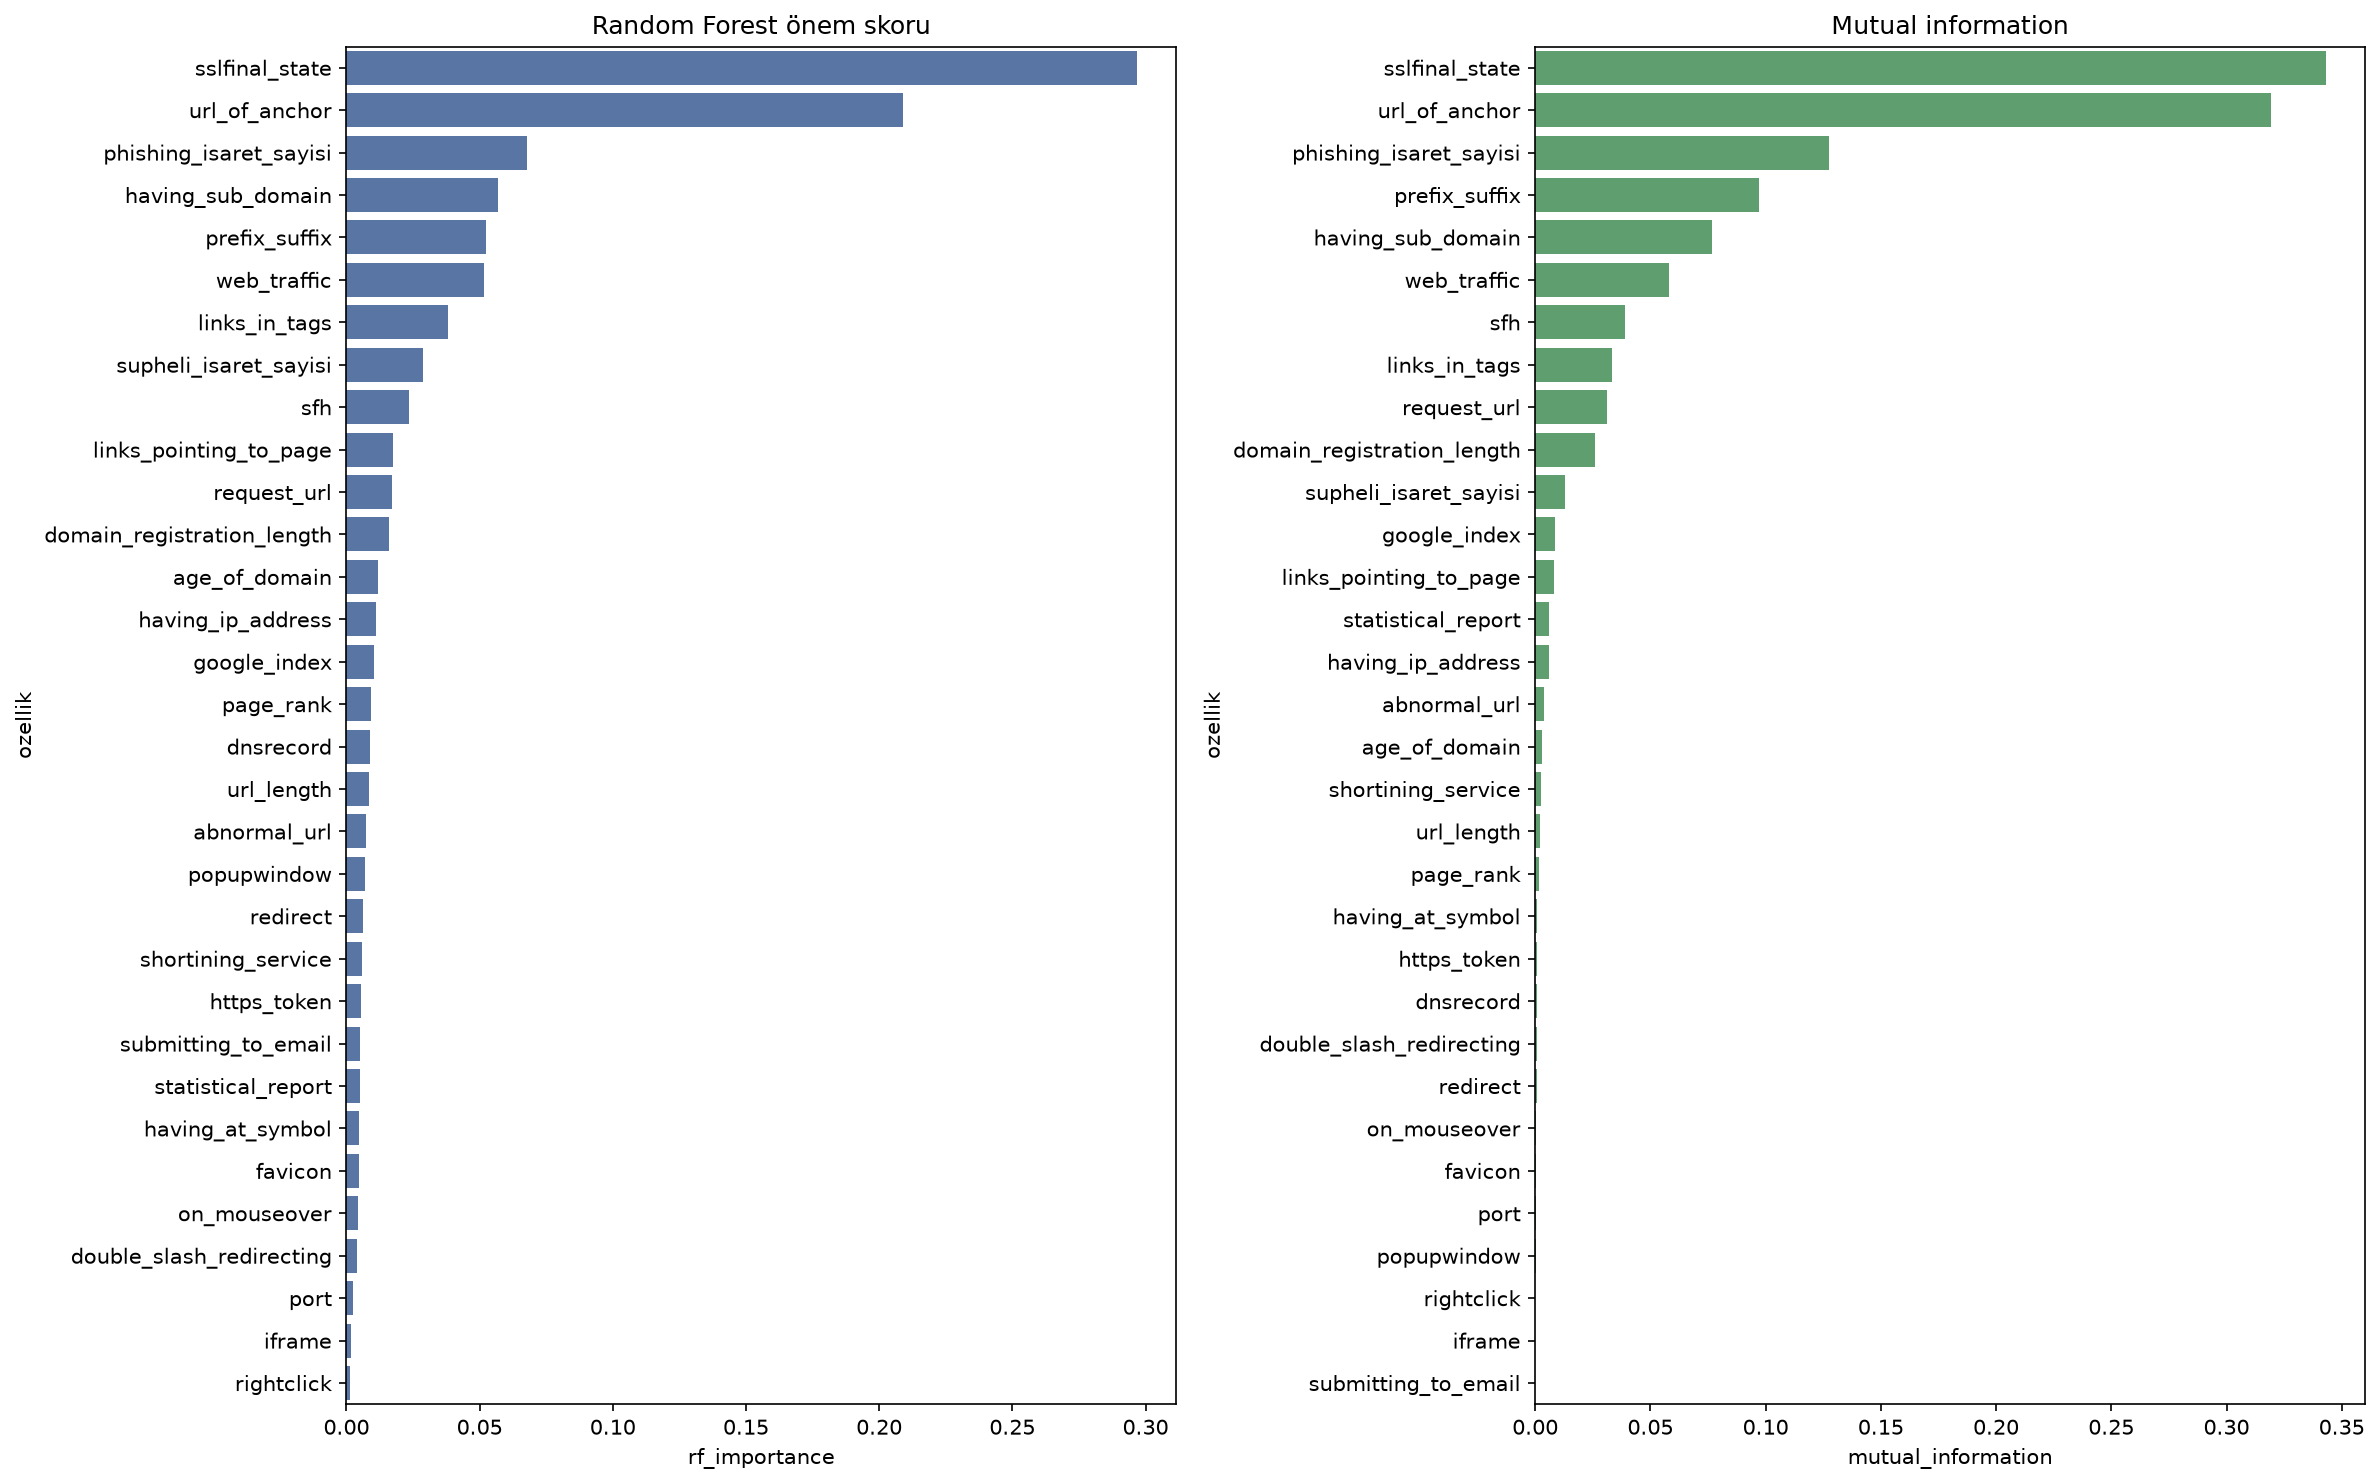 Random Forest önem skoru
ozellik
sslfinal_state
url_of_anchor
phishing_isaret_sayisi
having_sub_domain
prefix_suffix
web_traffic
links_in_tags
supheli_isaret_sayisi
sfh
links_pointing_to_page
request_url
domain_registration_length
age_of_domain
having_ip_address
google_index
page_rank
dnsrecord
url_length
abnormal_url
popupwindow
redirect
shortining_service
https_token
submitting_to_email
statistical_report
having_at_symbol
favicon
on_mouseover
double_slash_redirecting
port
iframe
rightclick
0.00 0.05 0.10 0.15 0.20 0.25 0.30
rf_importance
Mutual information
ozellik
sslfinal_state
url_of_anchor
phishing_isaret_sayisi
prefix_suffix
having_sub_domain
web_traffic
sfh
links_in_tags
request_url
domain_registration_length
supheli_isaret_sayisi
google_index
links_pointing_to_page
statistical_report
having_ip_address
abnormal_url
age_of_domain
shortining_service
url_length
page_rank
having_at_symbol
https_token
dnsrecord
double_slash_redirecting
redirect
on_mouseover
favicon
port
popupwindow
rightclick
iframe
submitting_to_email
0.00 0.05 0.10 0.15 0.20 0.25 0.30 0.35
mutual_information